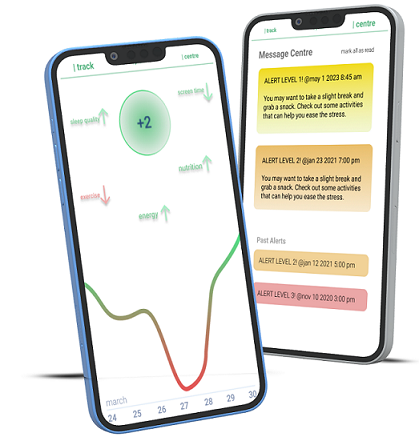 | track
| centre
screen time
sleep quality
+2
nutrition
exercise
energy
march
24 25 26 27 28 29 30
| track
| centre
Message Centre
mark all as read
ALERT LEVEL 1! @may 1 2023 8:45 am
You may want to take a slight break and
grab a snack. Check out some activities
that can help you ease the stress.
ALERT LEVEL 2! @jan 23 2021 7:00 pm
You may want to take a slight break and
grab a snack. Check out some activities
that can help you ease the stress.
Past Alerts
ALERT LEVEL 2! @jan 12 2021 5:00 pm
ALERT LEVEL 3! @nov 10 2020 3:00 pm